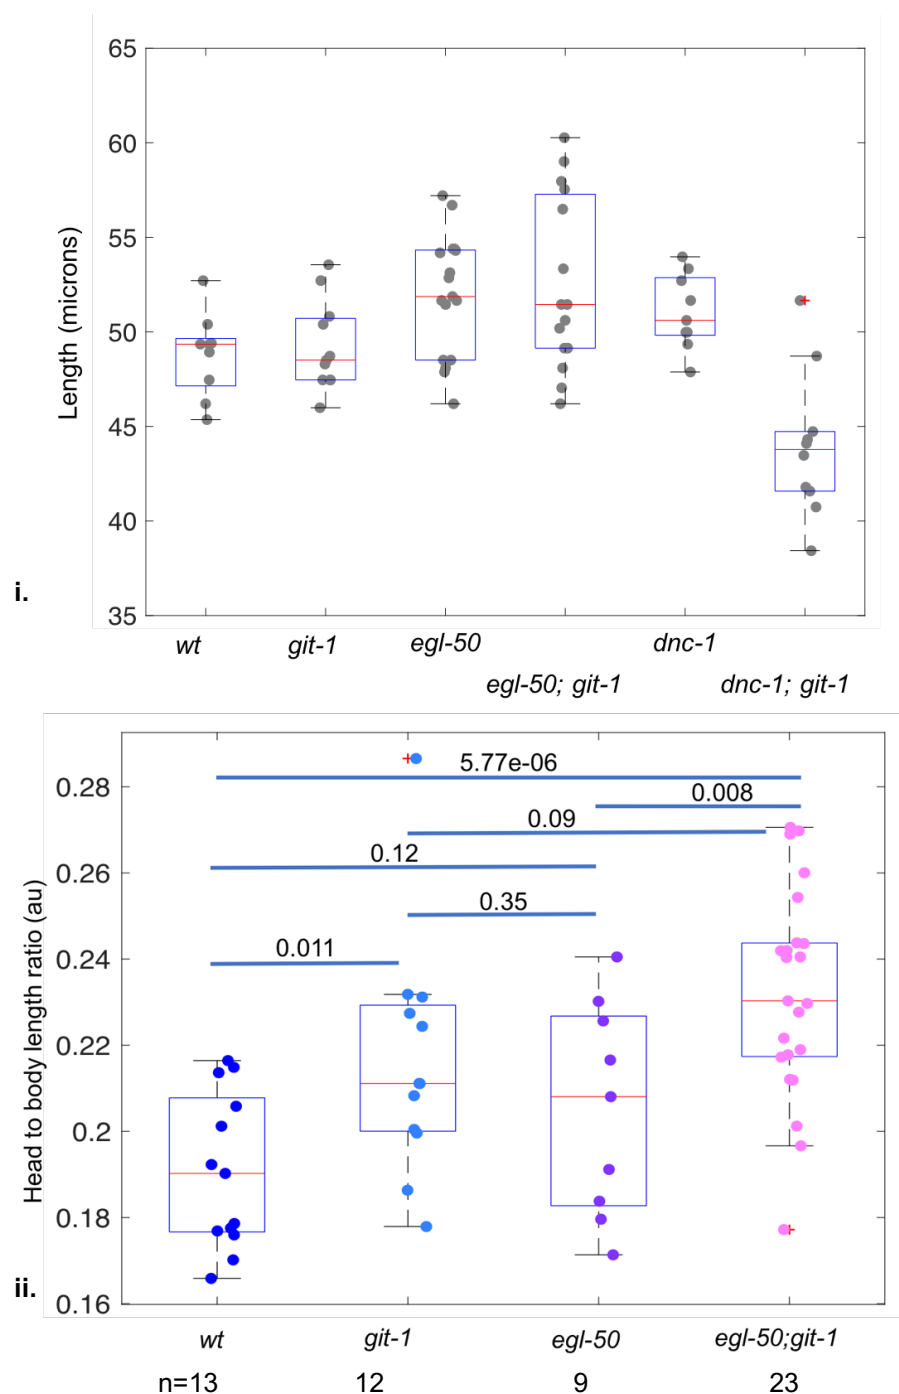 65
60
55
50
45
40
35
Length (microns)
i.
wt
git-1
egl-50
egl-50; git-1
dnc-1
dnc-1; git-1
0.28
0.26
0.24
0.22
0.2
0.18
0.16
Head to body length ratio (au)
5.77e-06
0.008
0.09
0.12
0.35
0.011
ii.
wt
git-1
egl-50
egl-50;git-1
n=13 12 9 23